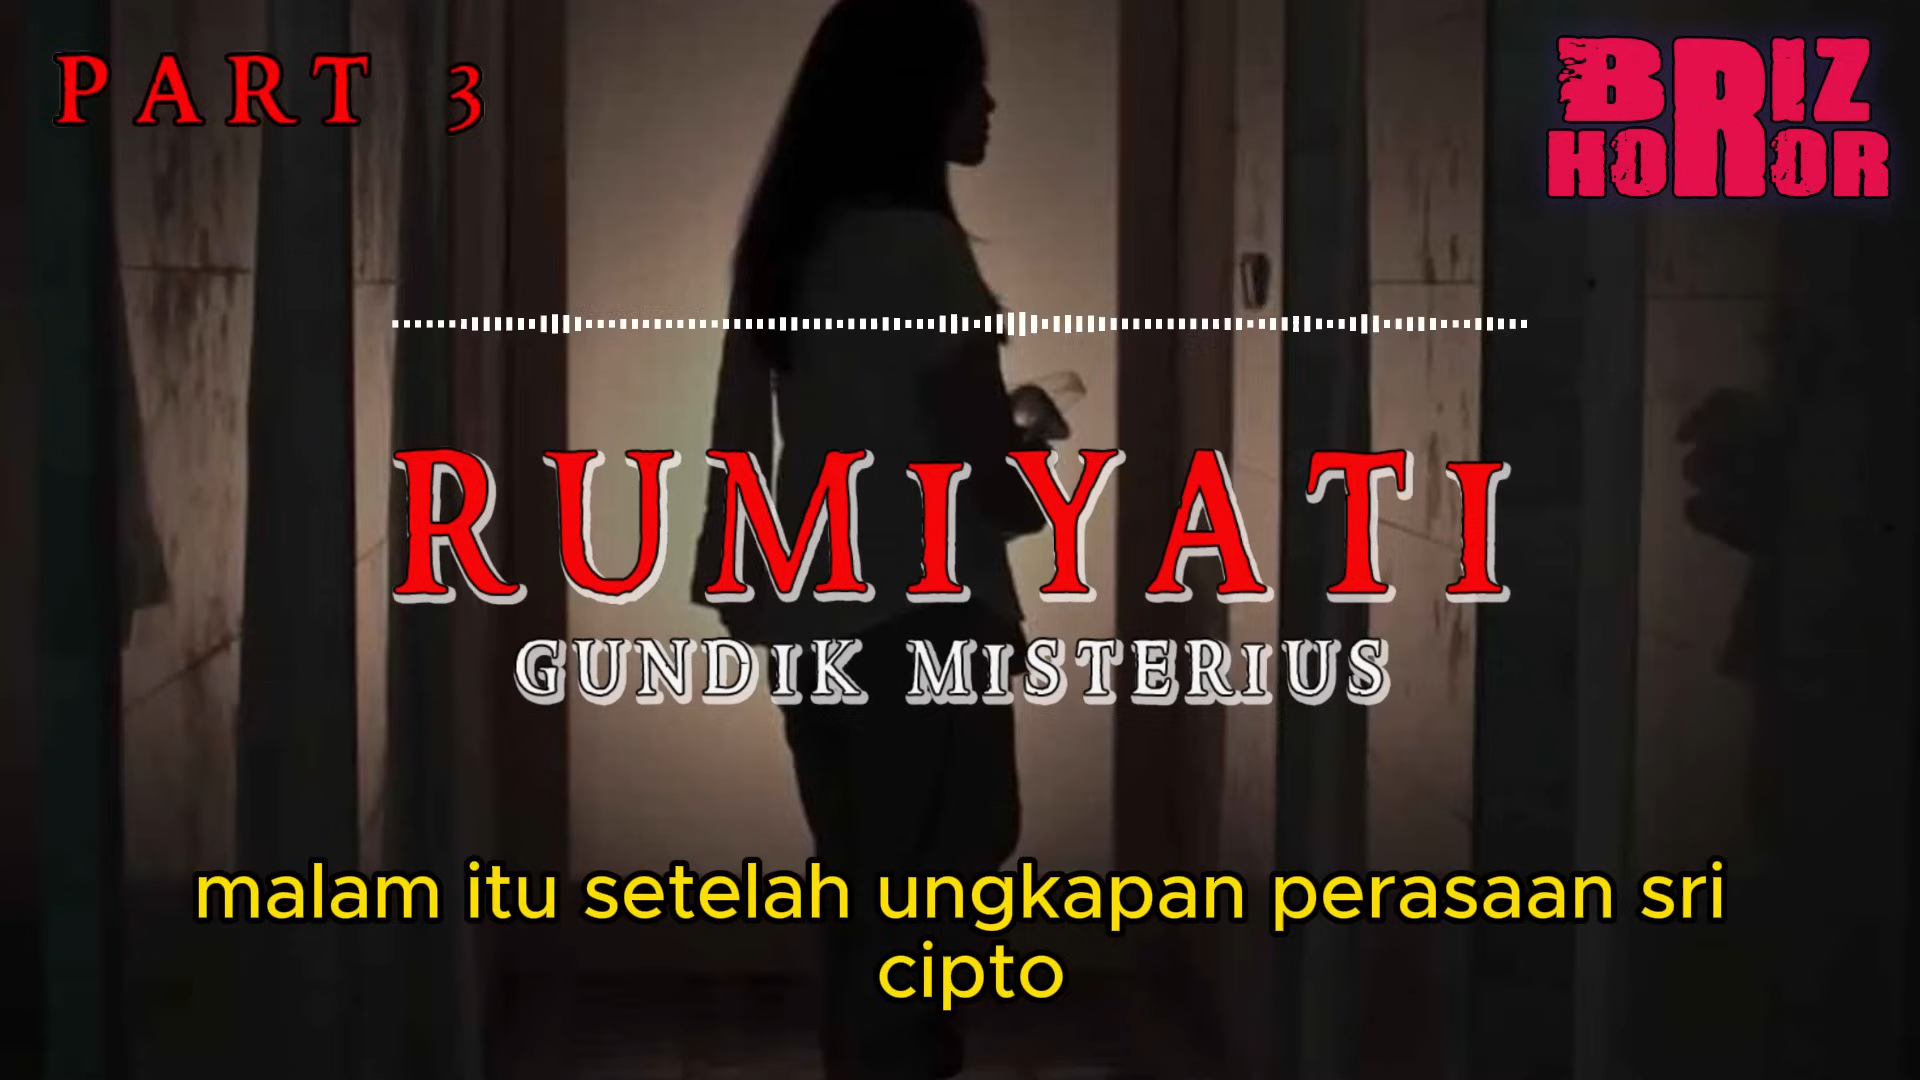 PART 3
BRIZ
HOROR
RUMIYATI
GUNDIK MISTERIUS
malam itu setelah ungkapan perasaan sri
cipto